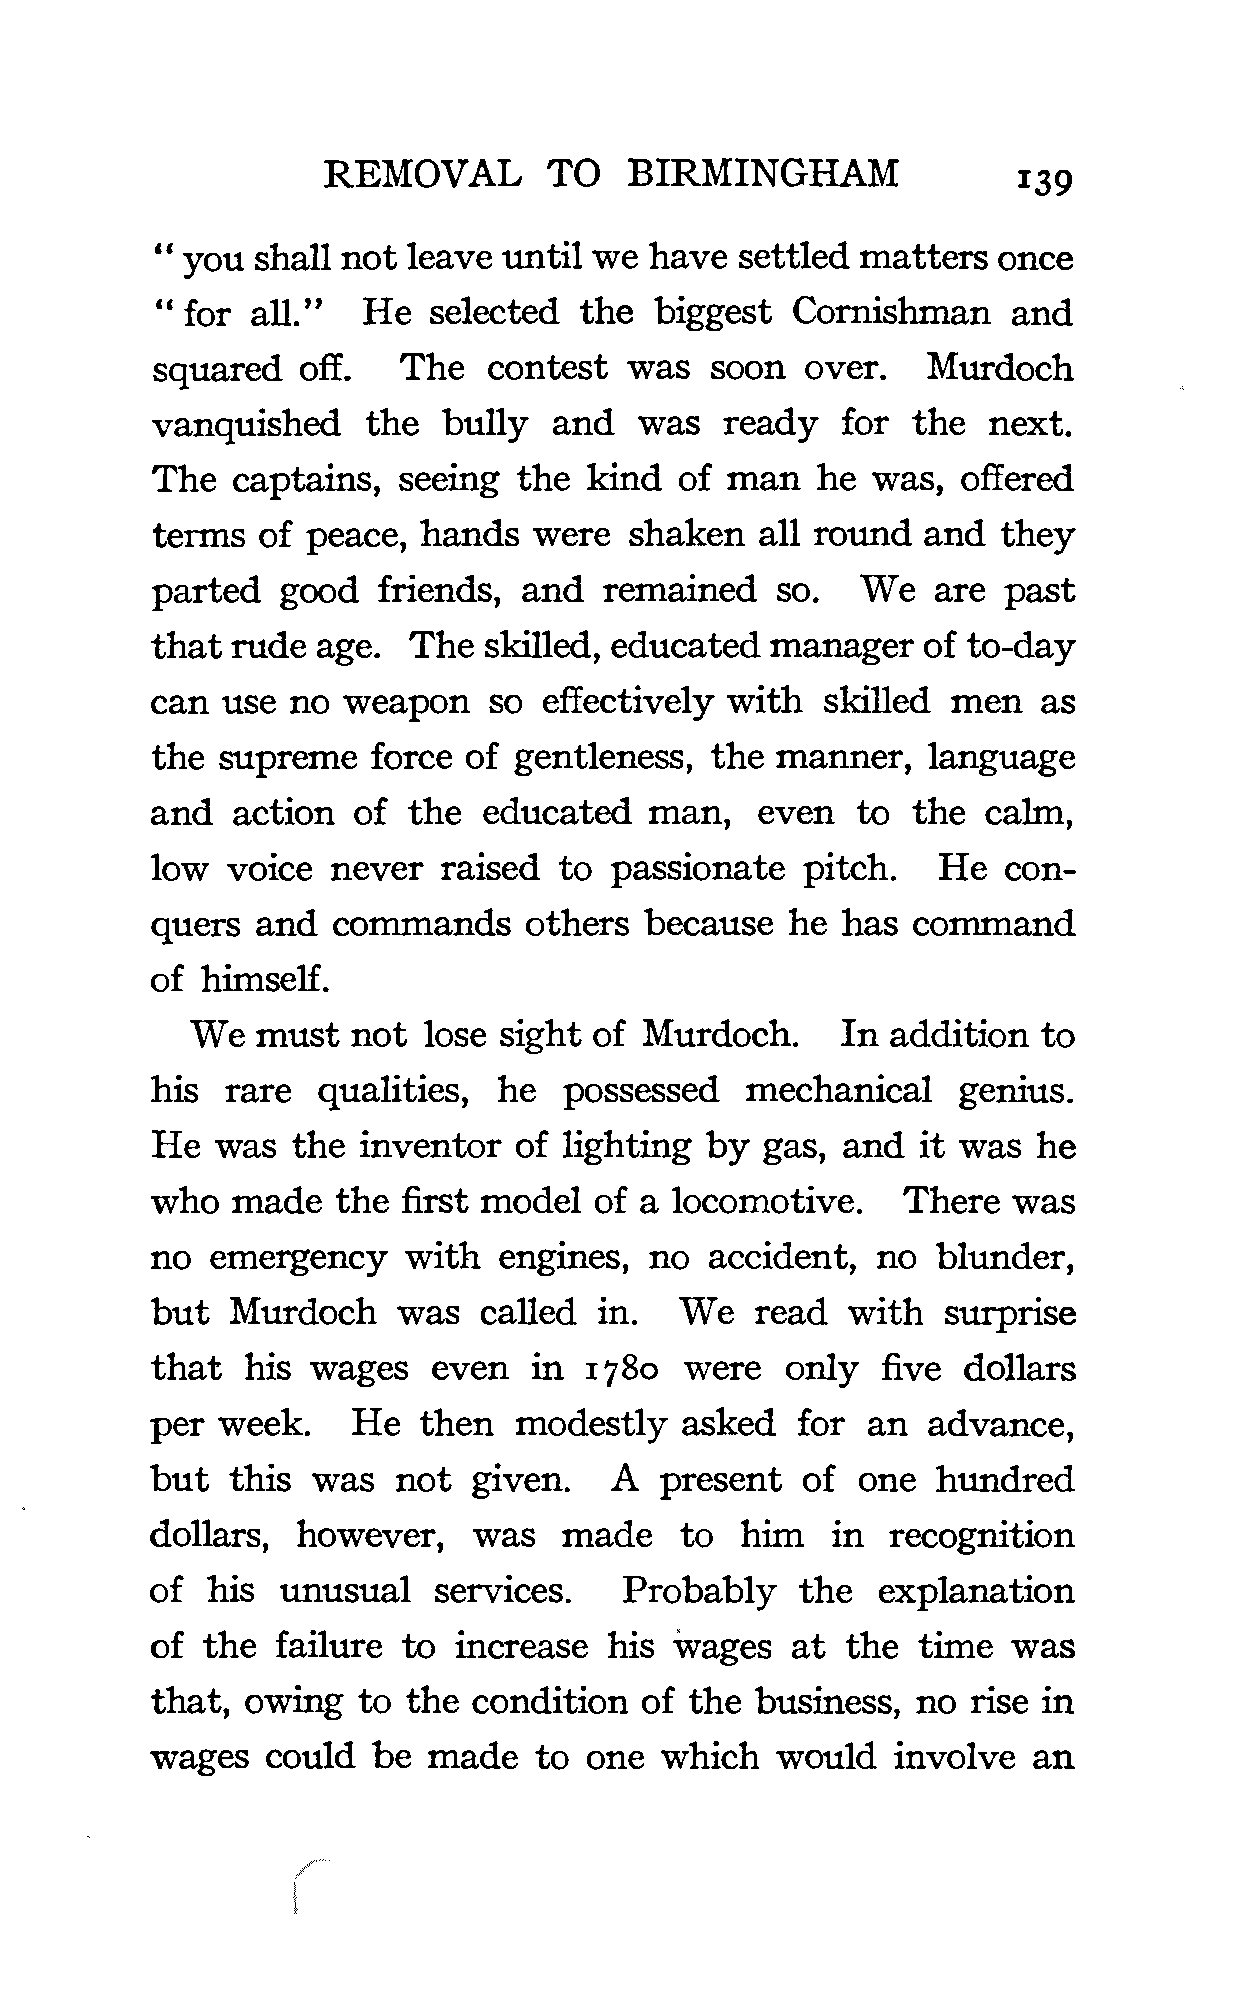 REMOVAL TO BIRMINGHAM 139
" you shall not leave until we have settled matters once
" for all." He selected the biggest Cornishman and
squared off. The contest was soon over. Murdoch
vanquished the bully and was ready for the next.
The captains, seeing the kind of man he was, offered
terms of peace, hands were shaken all round and they
parted good friends, and remained so. We are past
that rude age. The skilled, educated manager of to-day
can use no weapon so effectively with skilled men as
the supreme force of gentleness, the manner, language
and action of the educated man, even to the calm,
low voice never raised to passionate pitch. He con-
quers and commands others because he has command
of himself.
We must not lose sight of Murdoch. In addition to
his rare qualities, he possessed mechanical genius.
He was the inventor of lighting by gas, and it was he
who made the first model of a locomotive. There was
no emergency with engines, no accident, no blunder,
but Murdoch was called in. We read with surprise
that his wages even in 1780 were only five dollars
per week. He then modestly asked for an advance,
but this was not given. A present of one hundred
dollars, however, was made to him in recognition
of his unusual services. Probably the explanation
of the failure to increase his wages at the time was
that, owing to the condition of the business, no rise in
wages could be made to one which would involve an